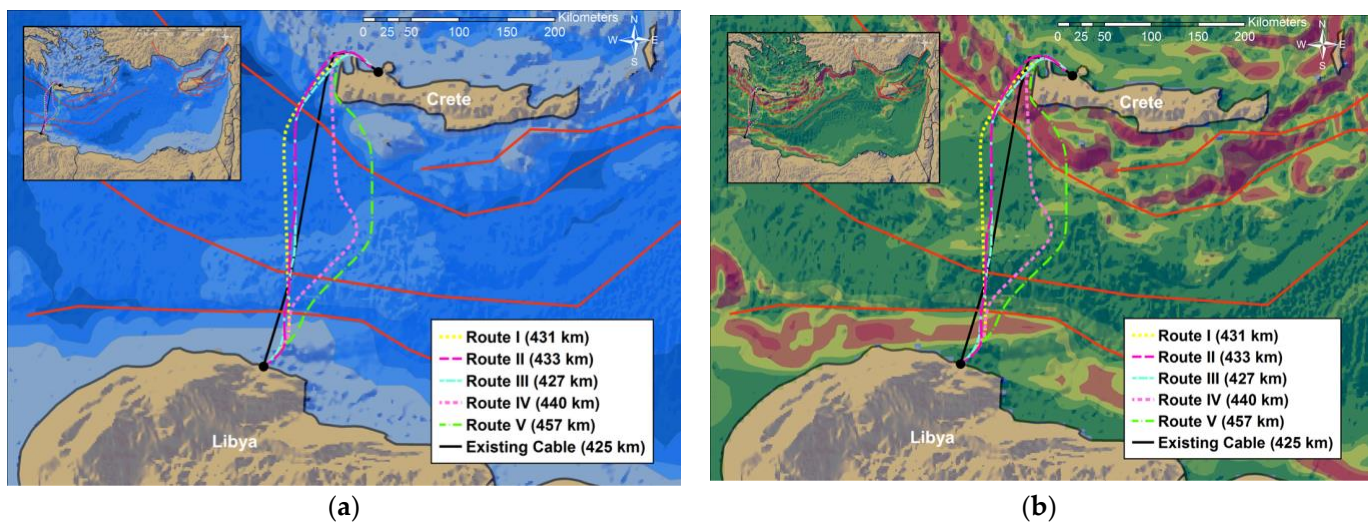 Kilometers
0 25 50 100 150 200
N
W E
S
Crete
Route I (431 km)
Route II (433 km)
Route III (427 km)
Route IV (440 km)
Route V (457 km)
Existing Cable (425 km)
Libya
(a)
Kilometers
0 25 50 100 150 200
N
W E
S
Crete
Route I (431 km)
Route II (433 km)
Route III (427 km)
Route IV (440 km)
Route V (457 km)
Existing Cable (425 km)
Libya
(b)